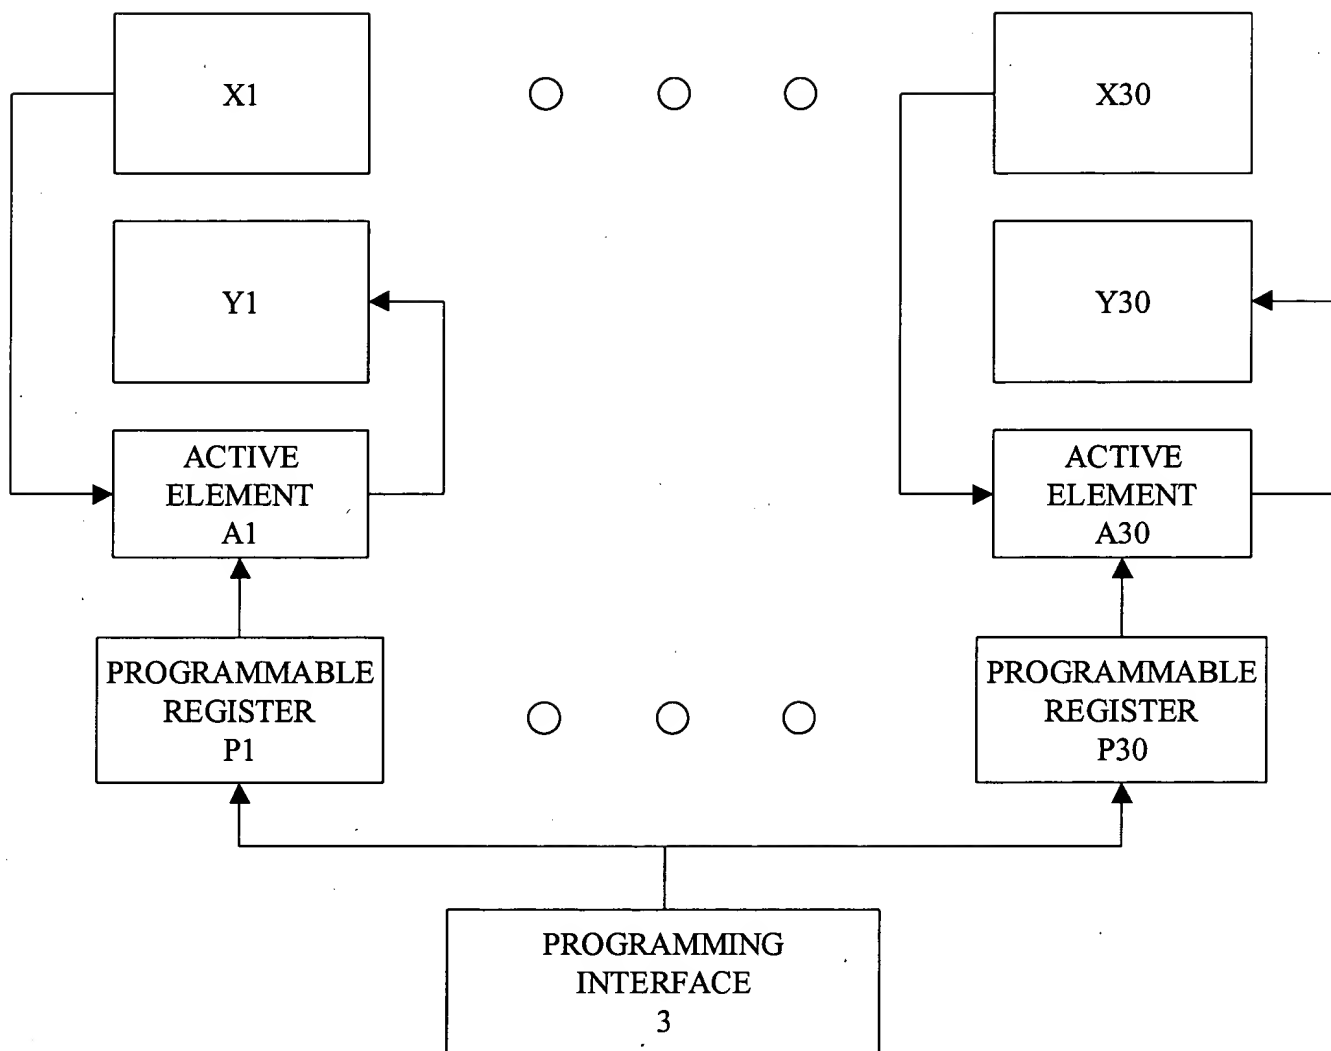 X1
X30
Y1
Y30
ACTIVE
ELEMENT
A1
ACTIVE
ELEMENT
A30
PROGRAMMABLE
REGISTER
P1
PROGRAMMABLE
REGISTER
P30
PROGRAMMING
INTERFACE
3